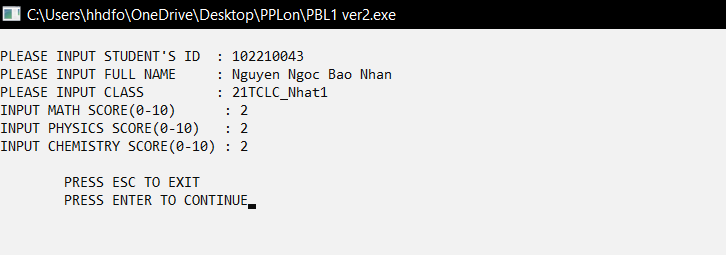 C:\Users\hhdfo\OneDrive\Desktop\PPLon\PBL1 ver2.exe
PLEASE INPUT STUDENT'S ID  : 102210043
PLEASE INPUT FULL NAME     : Nguyen Ngoc Bao Nhan
PLEASE INPUT CLASS         : 21TCLC_Nhat1
INPUT MATH SCORE(0-10)      : 2
INPUT PHYSICS SCORE(0-10)   : 2
INPUT CHEMISTRY SCORE(0-10) : 2
PRESS ESC TO EXIT
PRESS ENTER TO CONTINUE